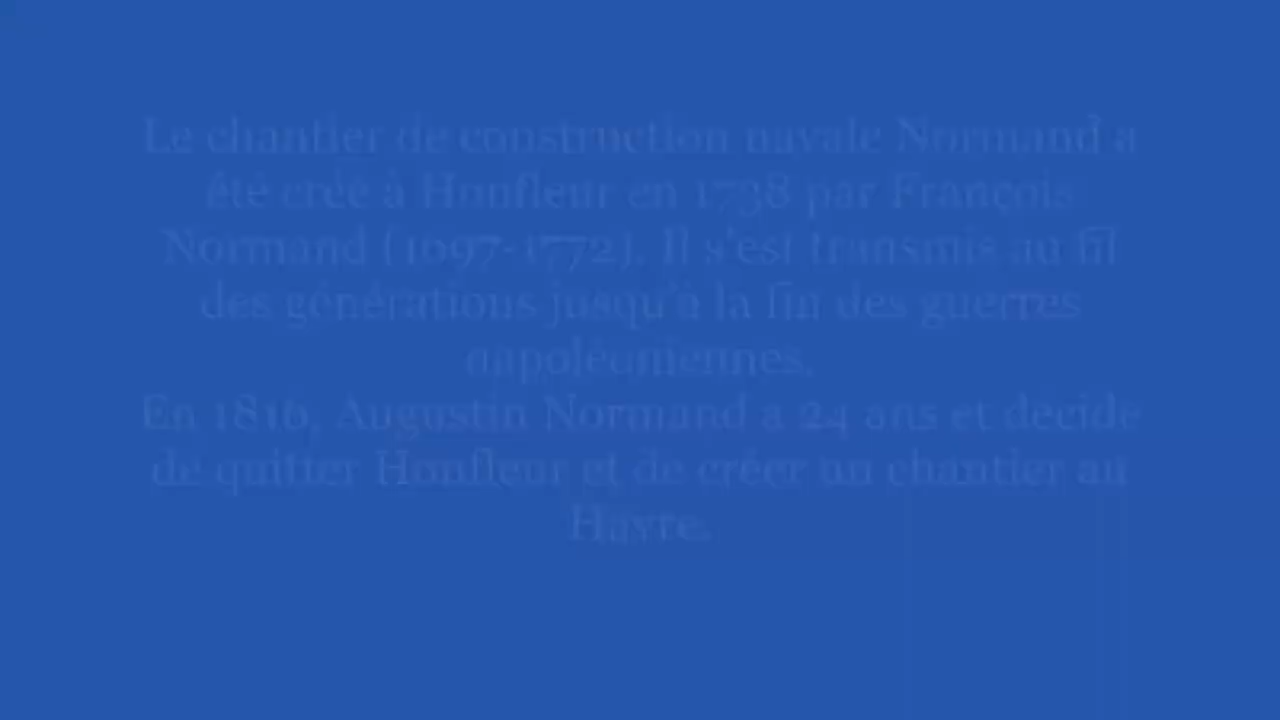 Le chantier de construction navale Normand a
été créé à Honfleur en 1738 par François
Normand (1697-1772). Il s'est transmis au fil
des générations jusqu'à la fin des guerres
napoléoniennes.
En 1816, Augustin Normand a 24 ans et décide
de quitter Honfleur et de créer un chantier au
Havre.